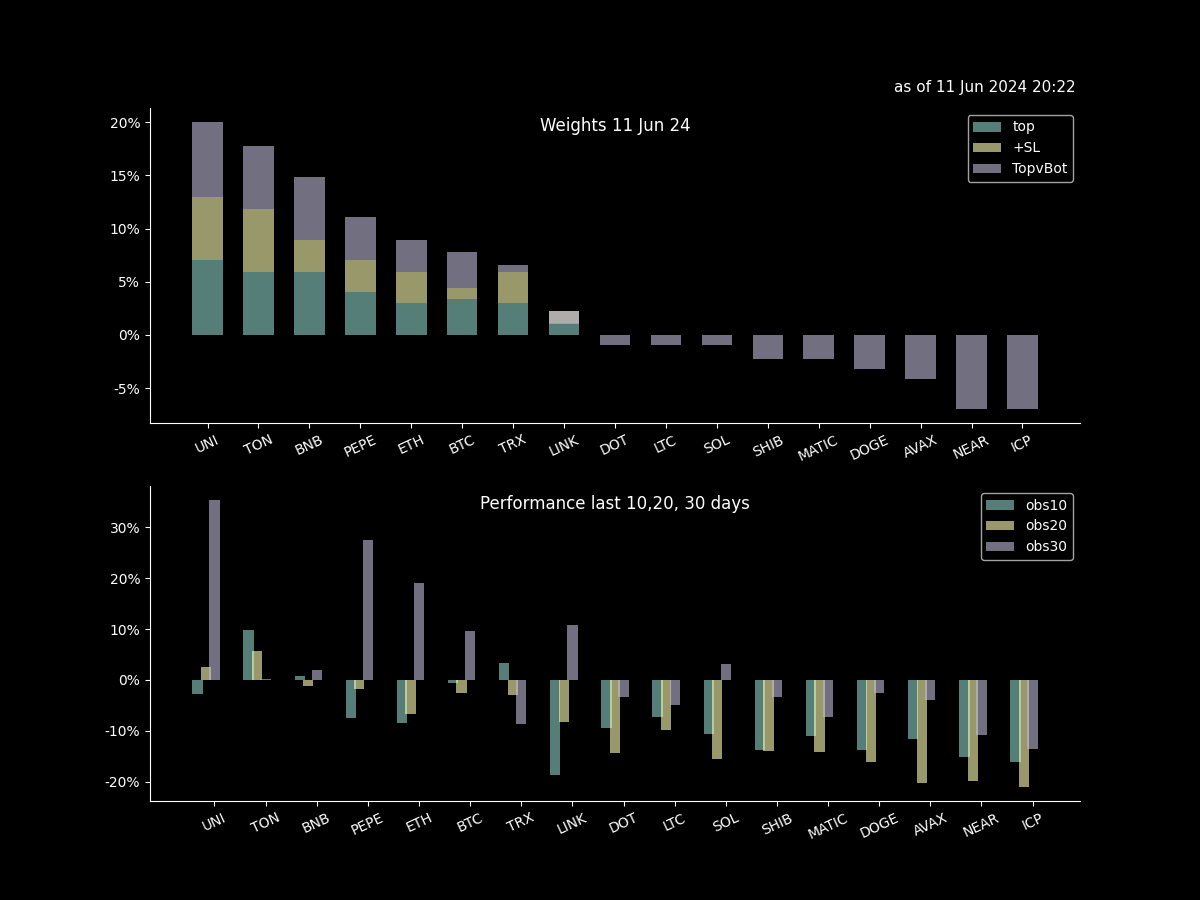 as of 11 Jun 2024 20:22
Weights 11 Jun 24
top
+SL
TopvBot
20%
15%
10%
5%
0%
-5%
UNI TON BNB PEPE ETH BTC TRX LINK DOT LTC SOL SHIB MATIC DOGE AVAX NEAR ICP
Performance last 10,20, 30 days
obs10
obs20
obs30
30%
20%
10%
0%
-10%
-20%
UNI TON BNB PEPE ETH BTC TRX LINK DOT LTC SOL SHIB MATIC DOGE AVAX NEAR ICP